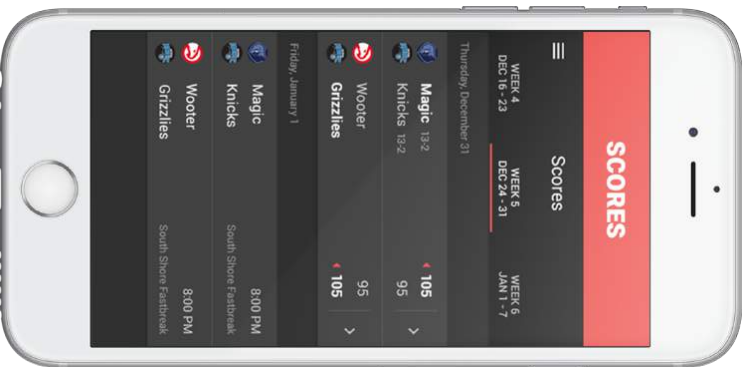 SCORES
Scores
WEEK 4
DEC 16 - 23
WEEK 5
DEC 24 - 31
WEEK 6
JAN 1 - 7
Thursday, December 31
Magic 13-2 105
Knicks 13-2 95
Wooter 95
Grizzlies 105
Friday, January 1
Magic 8:00 PM
Knicks South Shore Fastbreak
Wooter 8:00 PM
Grizzlies South Shore Fastbreak